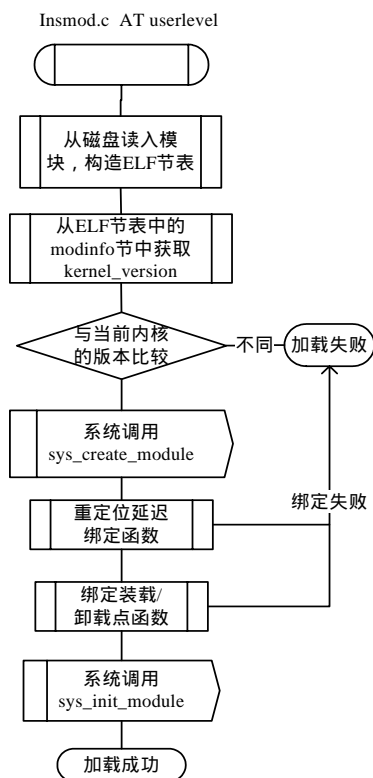 Insmod.c  AT userlevel
从磁盘读入模
块，构造ELF节表
从ELF节表中的
modinfo节中获取
kernel_version
与当前内核
的版本比较
不同
加载失败
系统调用
sys_create_module
重定位延迟
绑定函数
绑定失败
绑定装载/
卸载点函数
系统调用
sys_init_module
加载成功